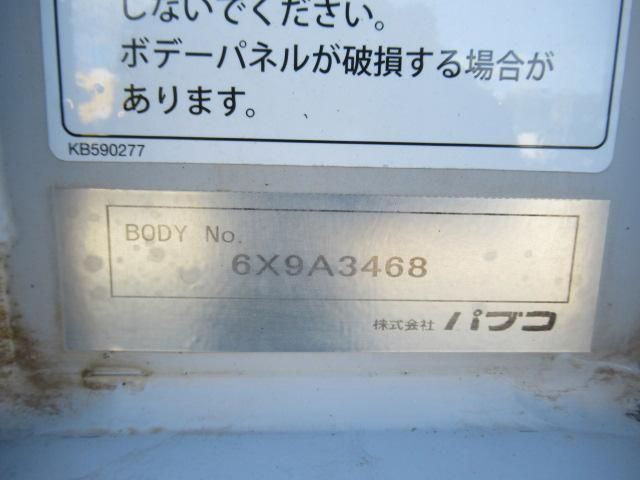 しないでください。
ボデーパネルが破損する場合が
あります。
KB590277
BODY No.
6X9A3468
株式会社 パブコ